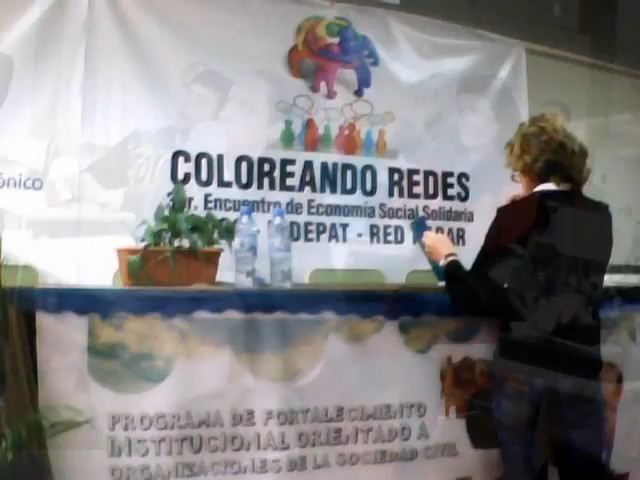 ónico
COLOREANDO REDES
3er. Encuentro de Economía Social Solidaria
DEPAT - RED
PROGRAMA DE FORTALECIMIENTO
INSTITUCIONAL ORIENTADO A
ORGANIZACIONES DE LA SOCIEDAD CIVIL